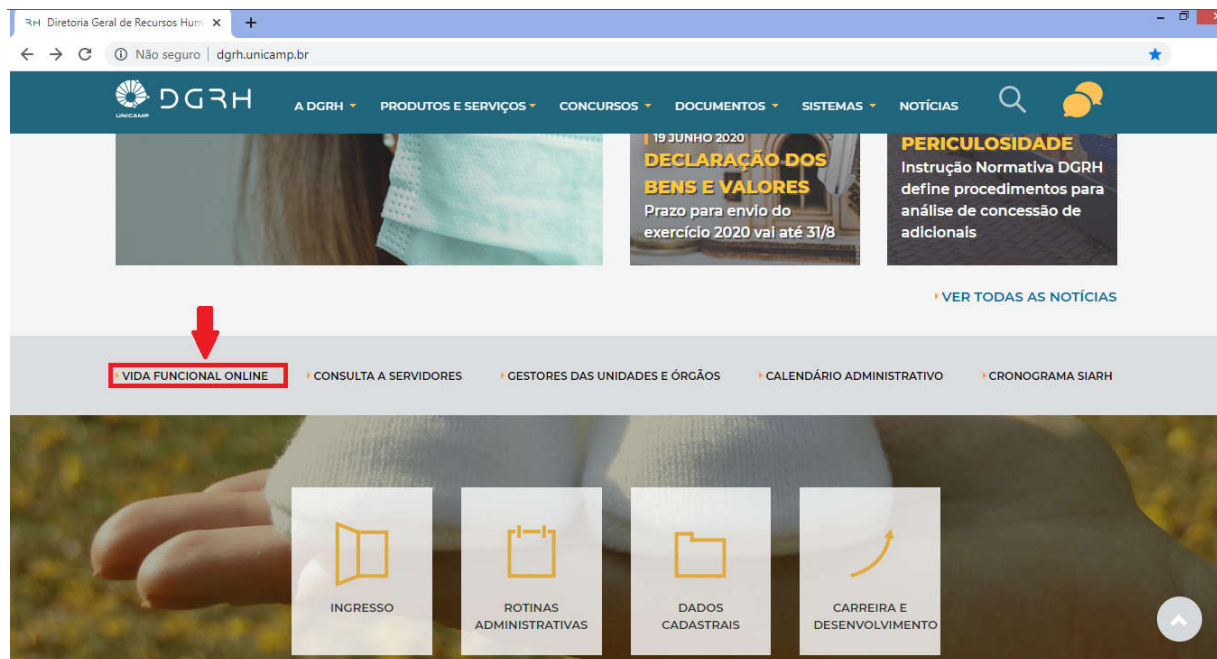 RH Diretoria Geral de Recursos Hum
Não seguro | dgrh.unicamp.br
UNICAMP
DGRH
A DGRH
PRODUTOS E SERVIÇOS
CONCURSOS
DOCUMENTOS
SISTEMAS
NOTÍCIAS
19 JUNHO 2020
DECLARAÇÃO DOS
BENS E VALORES
Prazo para envio do
exercício 2020 vai até 31/8
PERICULOSIDADE
Instrução Normativa DGRH
define procedimentos para
análise de concessão de
adicionais
VER TODAS AS NOTÍCIAS
VIDA FUNCIONAL ONLINE
CONSULTA A SERVIDORES
GESTORES DAS UNIDADES E ÓRGÃOS
CALENDÁRIO ADMINISTRATIVO
CRONOGRAMA SIARH
INGRESSO
ROTINAS
ADMINISTRATIVAS
DADOS
CADASTRAIS
CARREIRA E
DESENVOLVIMENTO